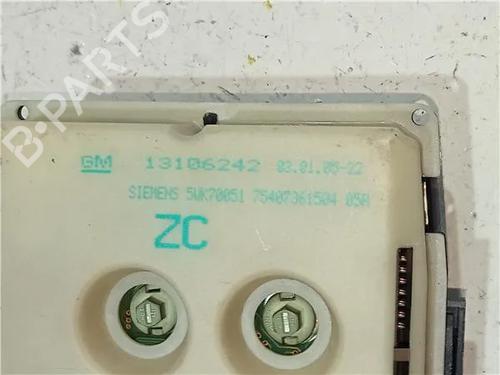 B-PARTS
GM 13106242 03.01.05-22
SIEMENS 5WK70051 75407361504 05A
ZC